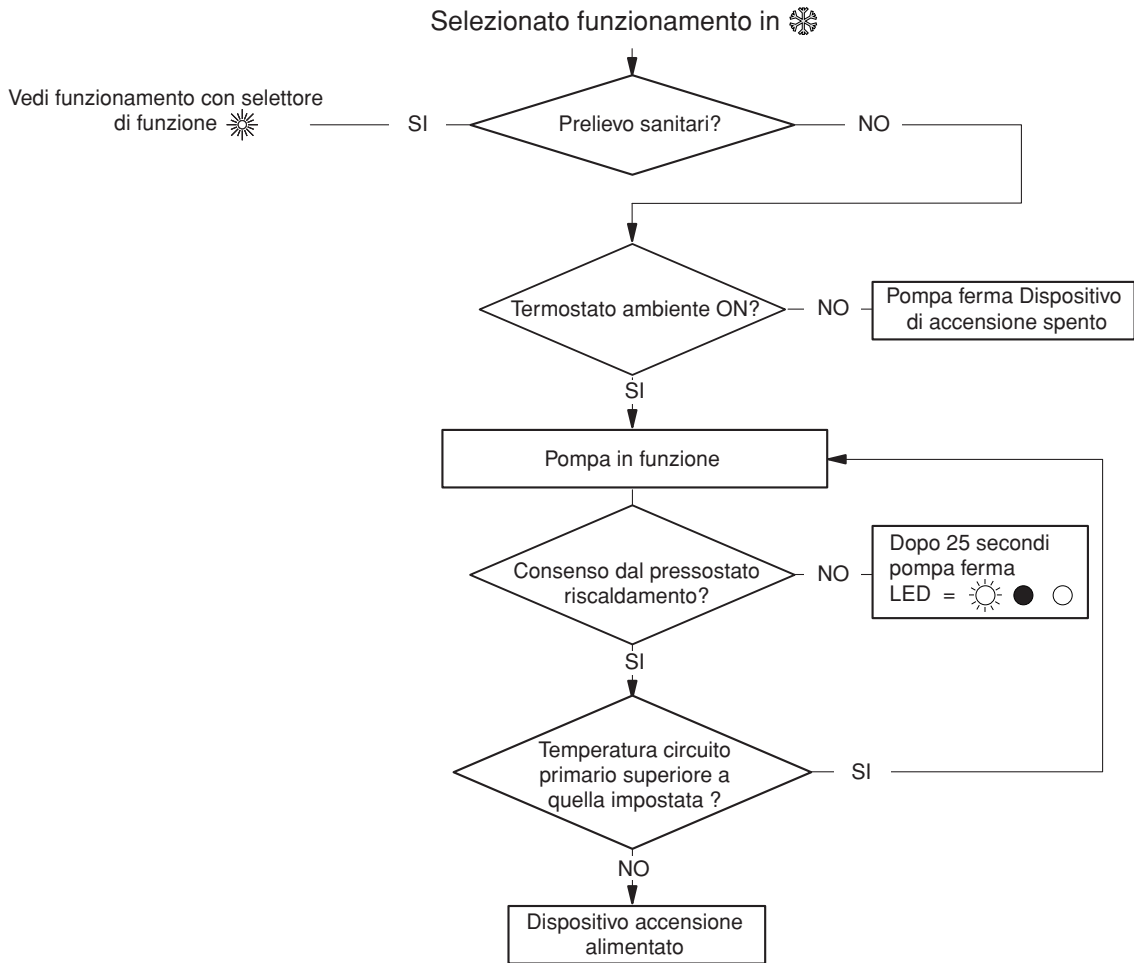 Selezionato funzionamento in
Vedi funzionamento con selettore
di funzione
SI
Prelievo sanitari?
NO
Termostato ambiente ON?
NO
Pompa ferma Dispositivo
di accensione spento
SI
Pompa in funzione
Consenso dal pressostato
riscaldamento?
NO
Dopo 25 secondi
pompa ferma
LED =
SI
Temperatura circuito
primario superiore a
quella impostata ?
SI
NO
Dispositivo accensione
alimentato